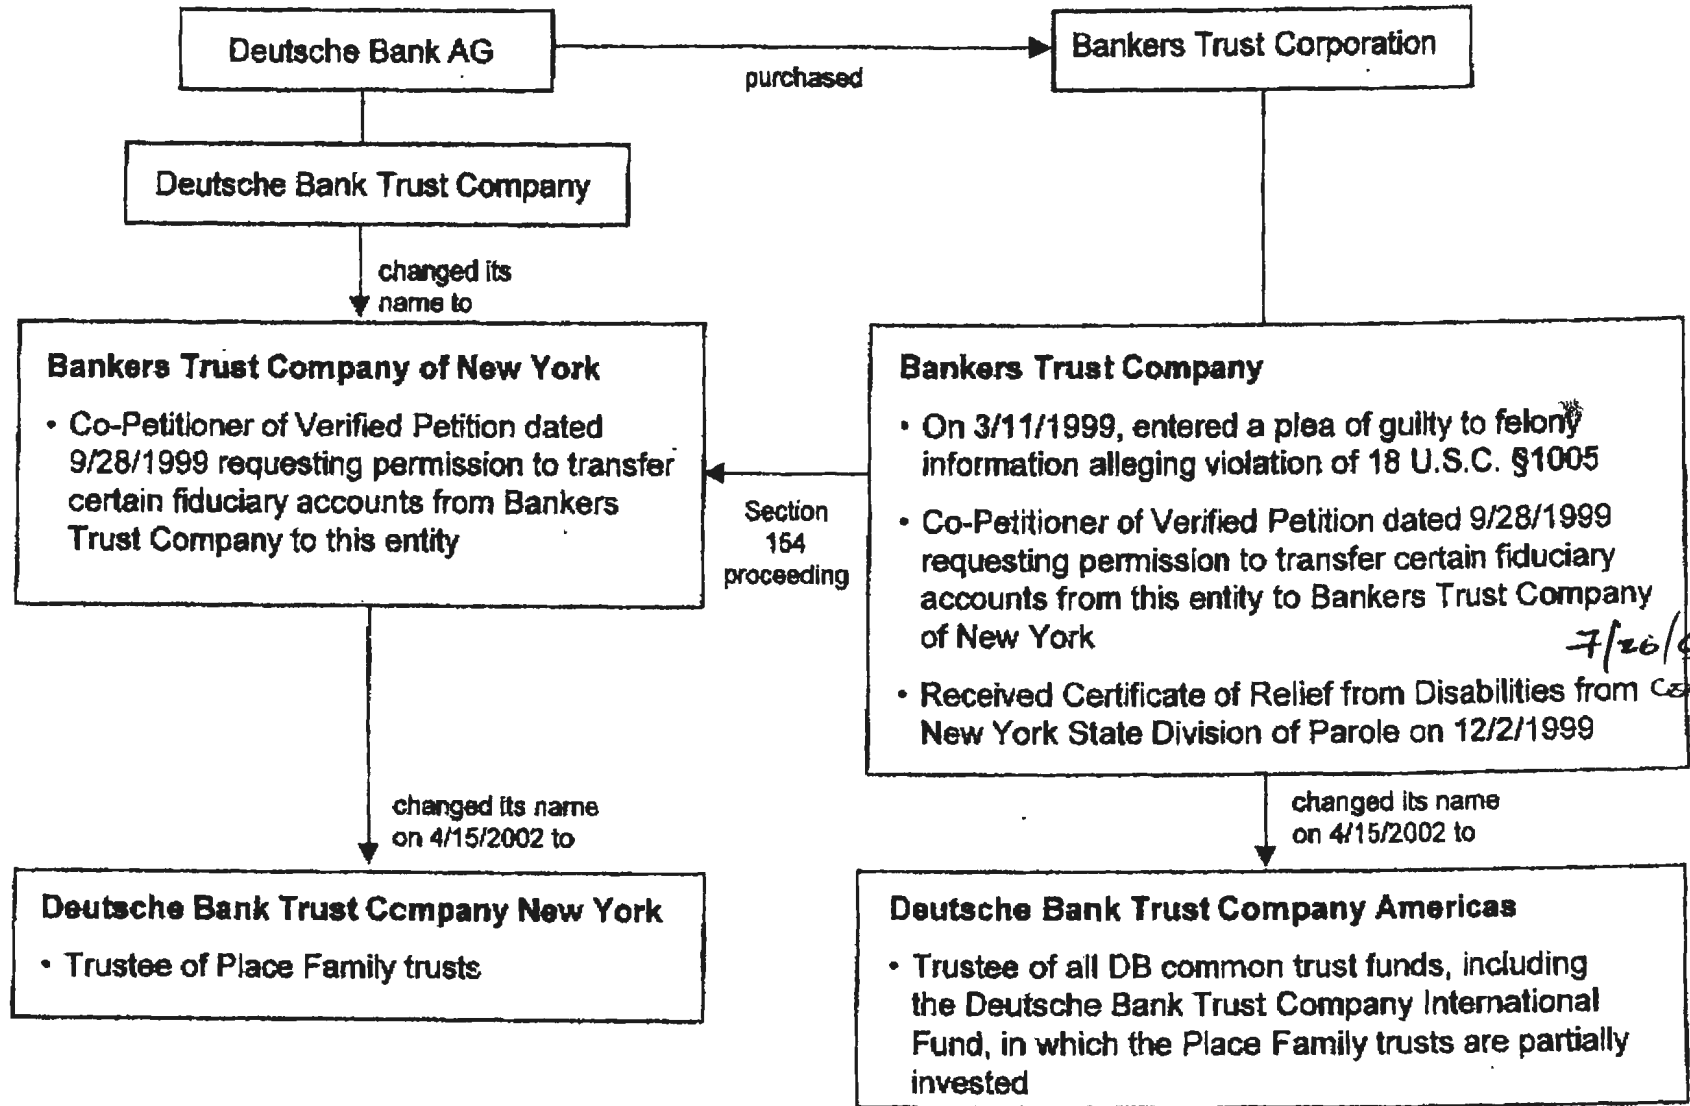 Deutsche Bank AG
purchased
Bankers Trust Corporation
Deutsche Bank Trust Company
changed its
name to
Bankers Trust Company of New York
• Co-Petitioner of Verified Petition dated
9/28/1999 requesting permission to transfer
certain fiduciary accounts from Bankers
Trust Company to this entity
Section
154
proceeding
Bankers Trust Company
• On 3/11/1999, entered a plea of guilty to felony
information alleging violation of 18 U.S.C. §1005
• Co-Petitioner of Verified Petition dated 9/28/1999
requesting permission to transfer certain fiduciary
accounts from this entity to Bankers Trust Company
of New York
7/26/
• Received Certificate of Relief from Disabilities from
New York State Division of Parole on 12/2/1999
changed its name
on 4/15/2002 to
changed its name
on 4/15/2002 to
Deutsche Bank Trust Company New York
• Trustee of Place Family trusts
Deutsche Bank Trust Company Americas
• Trustee of all DB common trust funds, including
the Deutsche Bank Trust Company International
Fund, in which the Place Family trusts are partially
invested